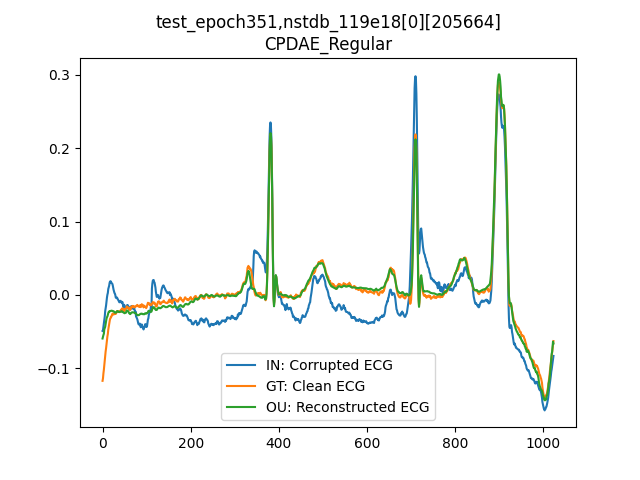 test_epoch351,nstdb_119e18[0][205664]
CPDAE_Regular
0.3
0.2
0.1
0.0
−0.1
0 200 400 600 800 1000
IN: Corrupted ECG
GT: Clean ECG
OU: Reconstructed ECG